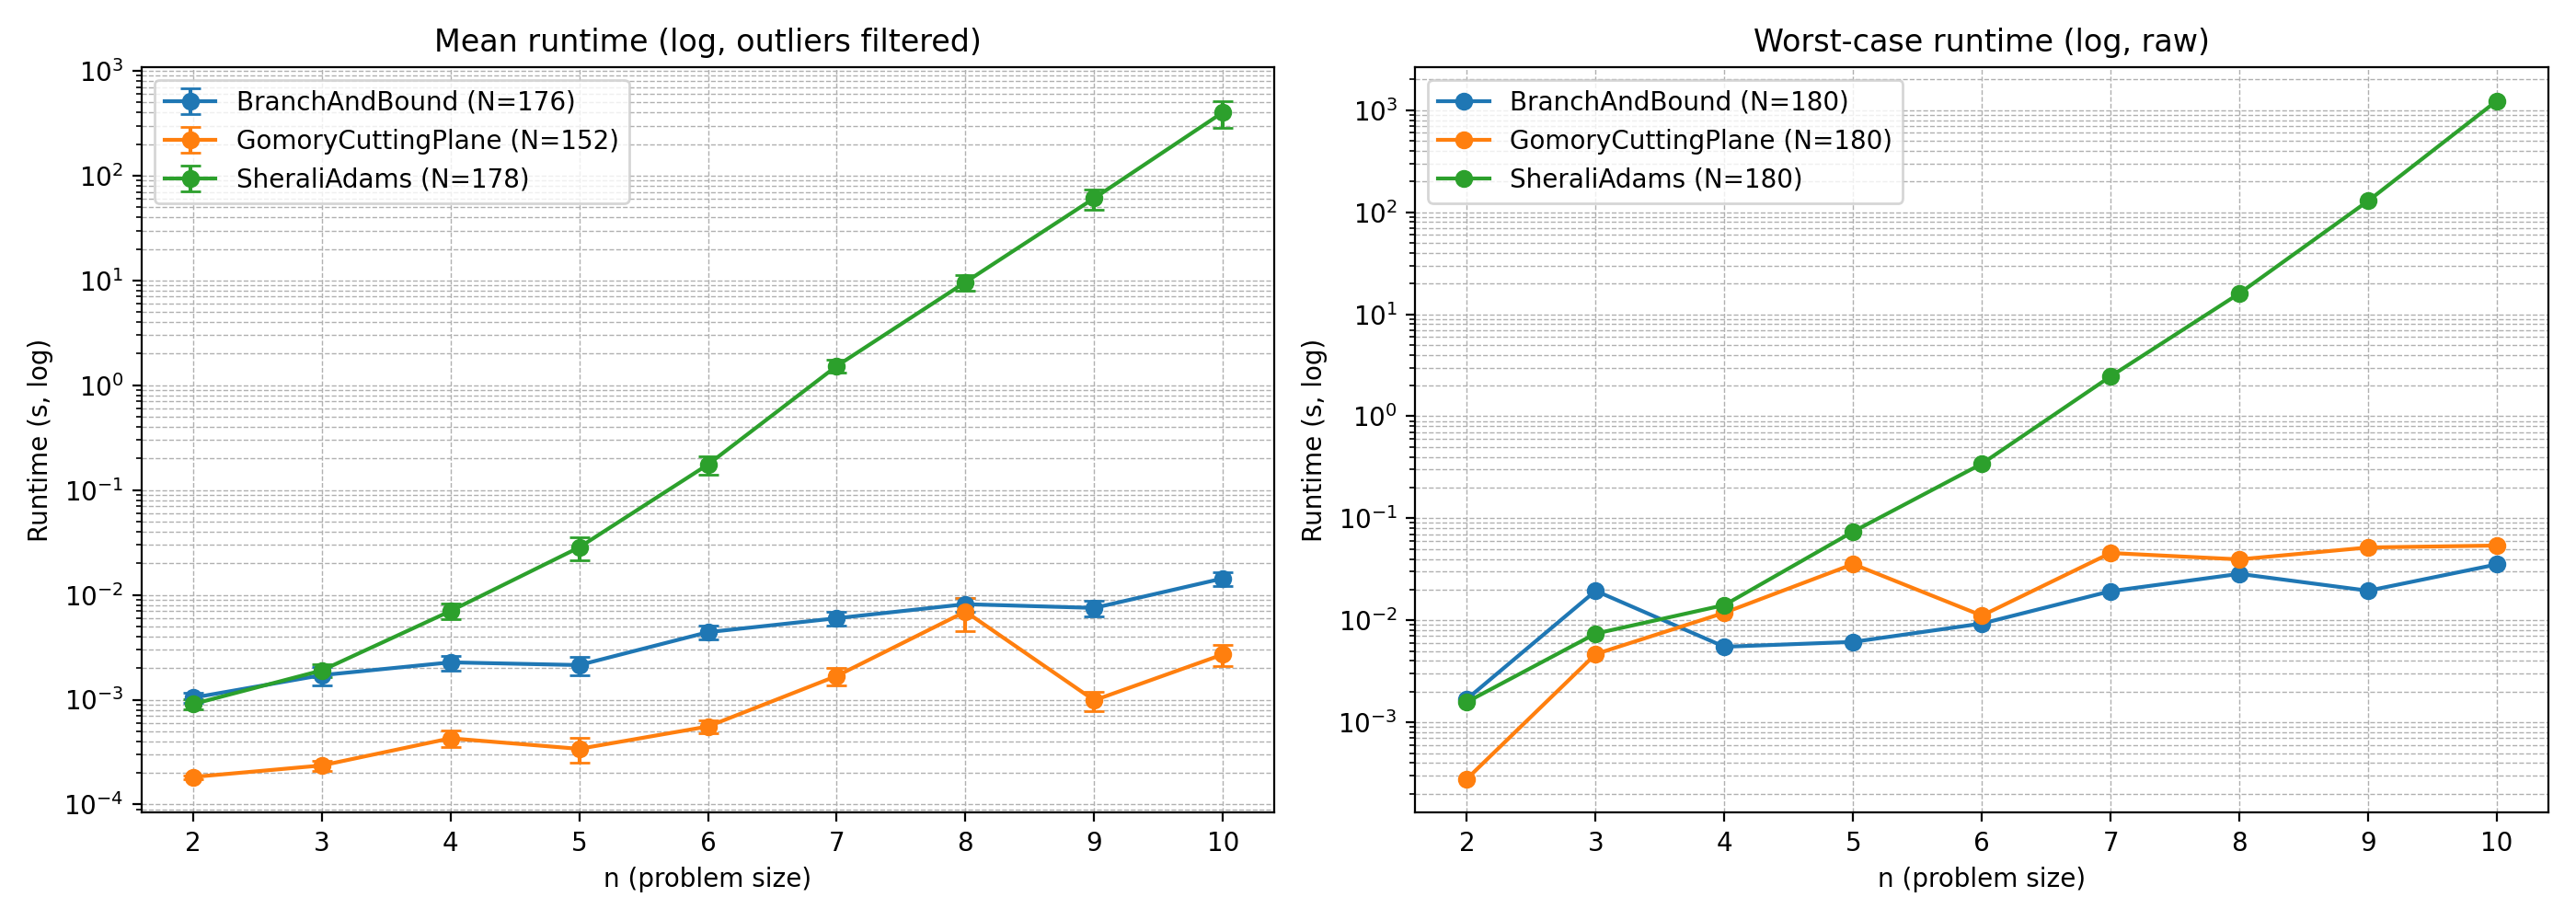 Mean runtime (log, outliers filtered)
BranchAndBound (N=176)
GomoryCuttingPlane (N=152)
SheraliAdams (N=178)
Runtime (s, log)
10³
10²
10¹
10⁰
10⁻¹
10⁻²
10⁻³
10⁻⁴
2 3 4 5 6 7 8 9 10
n (problem size)
Worst-case runtime (log, raw)
BranchAndBound (N=180)
GomoryCuttingPlane (N=180)
SheraliAdams (N=180)
Runtime (s, log)
10³
10²
10¹
10⁰
10⁻¹
10⁻²
10⁻³
2 3 4 5 6 7 8 9 10
n (problem size)